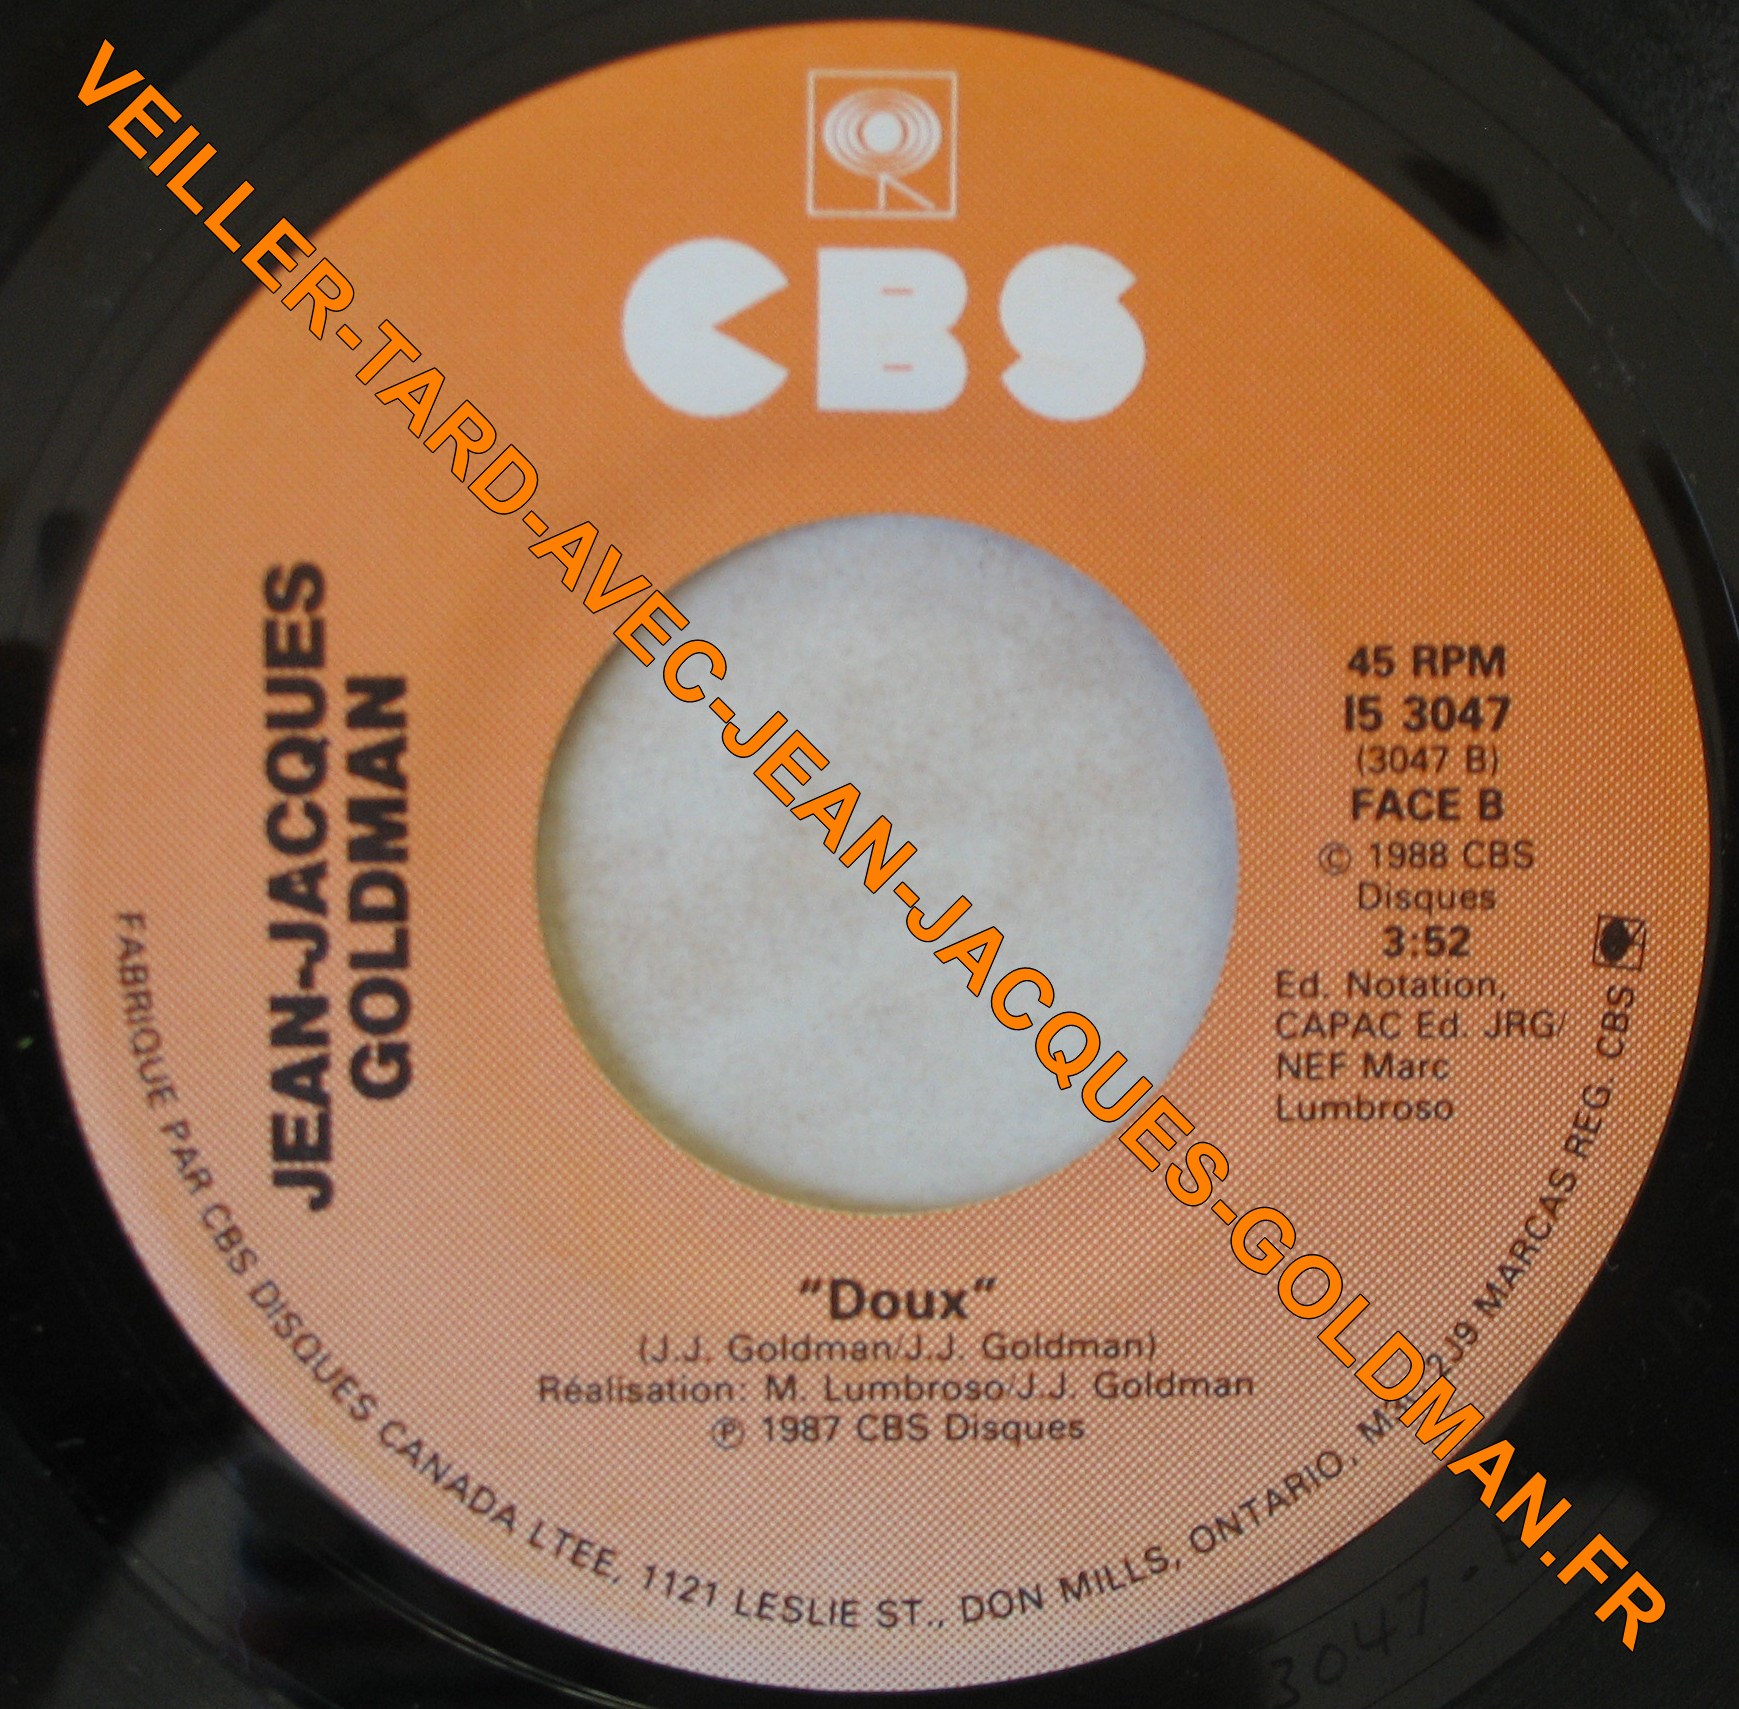 CBS
JEAN-JACQUES
GOLDMAN
45 RPM
I5 3047
(3047 B)
FACE B
© 1988 CBS
Disques
3:52
Ed. Notation,
CAPAC Ed. JRG/
NEF Marc
Lumbroso
"Doux"
(J.J. Goldman/J.J. Goldman)
Réalisation: M. Lumbroso/J.J. Goldman
℗ 1987 CBS Disques
FABRIQUE PAR CBS DISQUES CANADA LTEE, 1121 LESLIE ST., DON MILLS, ONTARIO, 2J9 MARCAS REG. CBS
VEILLER-TARD-AVEC-JEAN-JACQUES-GOLDMAN.FR
3047